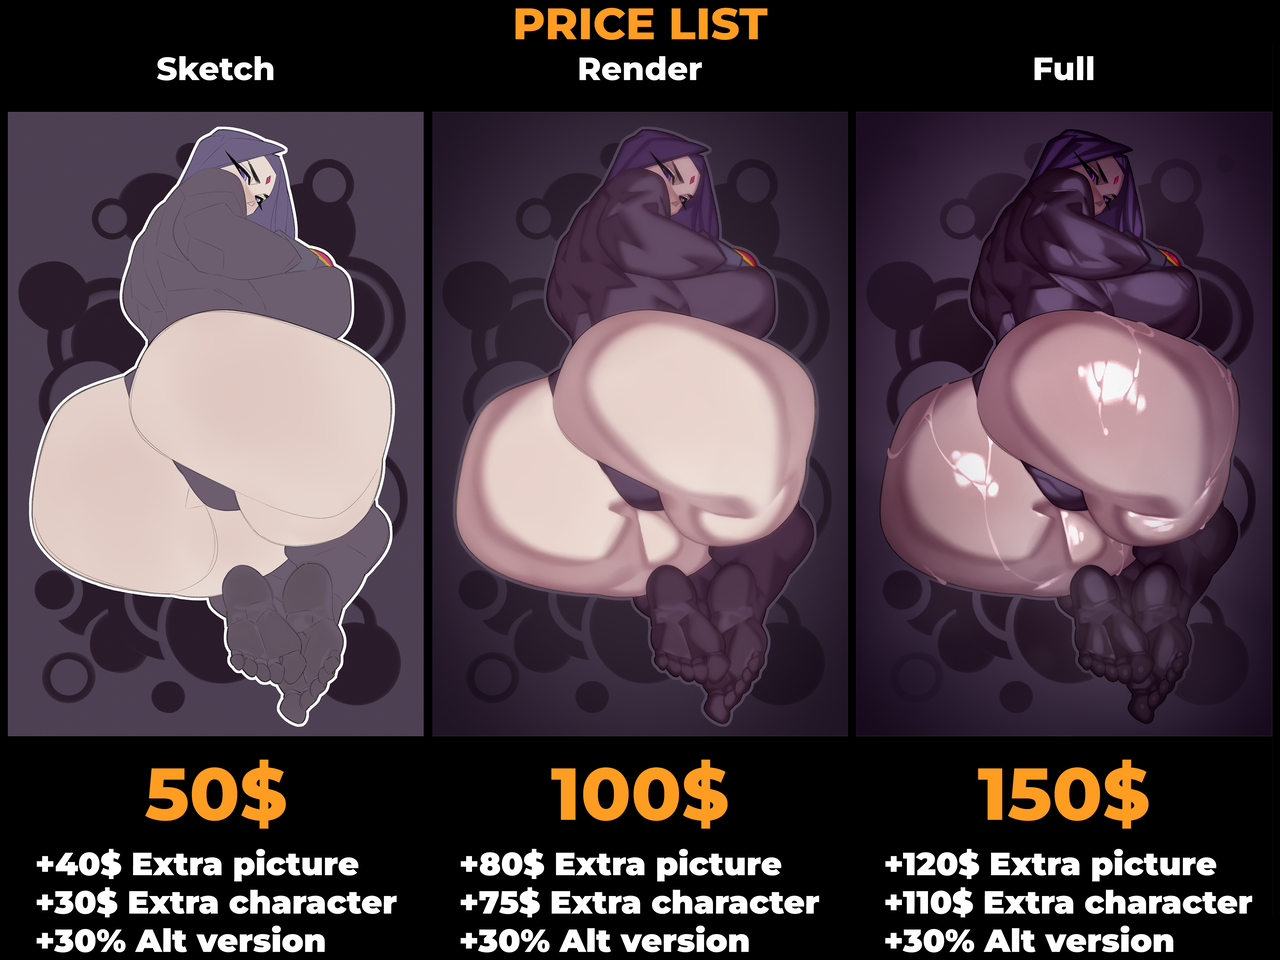 PRICE LIST
Sketch
Render
Full
50$
+40$ Extra picture
+30$ Extra character
+30% Alt version
100$
+80$ Extra picture
+75$ Extra character
+30% Alt version
150$
+120$ Extra picture
+110$ Extra character
+30% Alt version